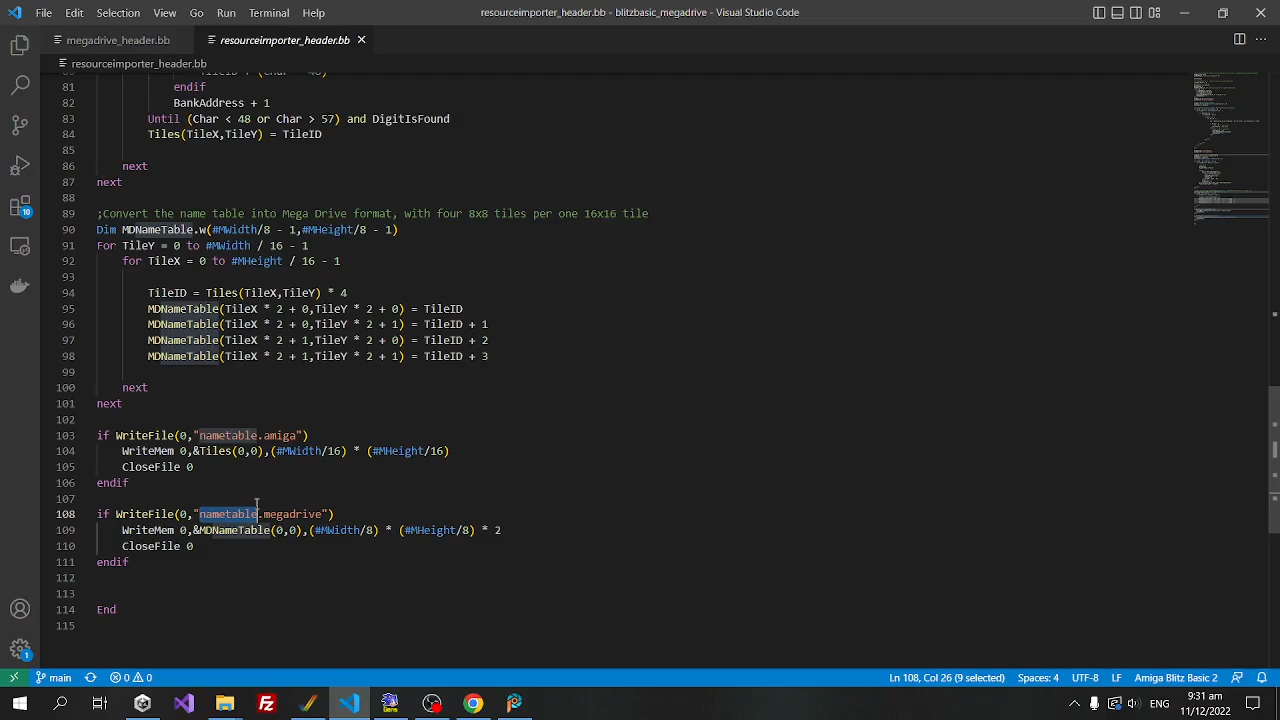 File Edit Selection View Go Run Terminal Help
resourceimporter_header.bb - blitzbasic_megadrive - Visual Studio Code
megadrive_header.bb
resourceimporter_header.bb
resourceimporter_header.bb
81 endif
82 BankAddress + 1
83 Until (Char < 48 or Char > 57) and DigitIsFound
84 Tiles(TileX,TileY) = TileID
85
86 next
87 next
88
89 ;Convert the name table into Mega Drive format, with four 8x8 tiles per one 16x16 tile
90 Dim MDNameTable.w(#MWidth/8 - 1,#MHeight/8 - 1)
91 For TileY = 0 to #MWidth / 16 - 1
92 for TileX = 0 to #MHeight / 16 - 1
93
94 TileID = Tiles(TileX,TileY) * 4
95 MDNameTable(TileX * 2 + 0,TileY * 2 + 0) = TileID
96 MDNameTable(TileX * 2 + 0,TileY * 2 + 1) = TileID + 1
97 MDNameTable(TileX * 2 + 1,TileY * 2 + 0) = TileID + 2
98 MDNameTable(TileX * 2 + 1,TileY * 2 + 1) = TileID + 3
99
100 next
101 next
102
103 if WriteFile(0,"nametable.amiga")
104 WriteMem 0,&Tiles(0,0),(#MWidth/16) * (#MHeight/16)
105 CloseFile 0
106 endif
107
108 if WriteFile(0,"nametable.megadrive")
109 WriteMem 0,&MDNameTable(0,0),(#MWidth/8) * (#MHeight/8) * 2
110 CloseFile 0
111 endif
112
113
114 End
115
10
1
main 0 0
Ln 108, Col 26 (9 selected) Spaces: 4 UTF-8 LF Amiga Blitz Basic 2
9:31 am
11/12/2022